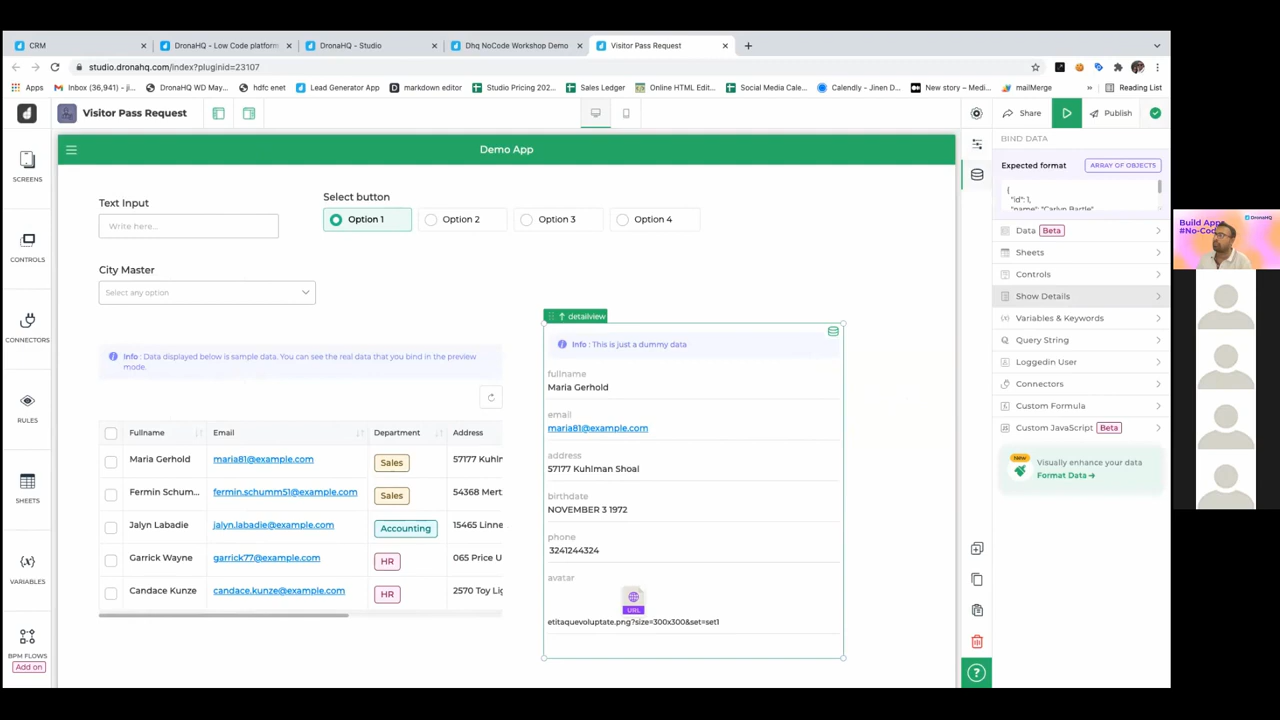 CRM
DronaHQ - Low Code platform
DronaHQ - Studio
Dhq NoCode Workshop Demo
Visitor Pass Request
studio.dronahq.com/index?pluginid=23107
Apps
Inbox (36,941) - j...
DronaHQ WD May...
hdfc enet
Lead Generator App
markdown editor
Studio Pricing 202...
Sales Ledger
Online HTML Edit...
Social Media Cale...
Calendly - Jinen D...
New story – Medi...
mailMerge
»
Reading List
Visitor Pass Request
Share
Publish
SCREENS
CONTROLS
CONNECTORS
RULES
SHEETS
VARIABLES
BPM FLOWS
Add on
Demo App
Text Input
Write here...
Select button
Option 1
Option 2
Option 3
Option 4
City Master
Select any option
Info : Data displayed below is sample data. You can see the real data that you bind in the preview
mode.
Fullname Email Department Address
Maria Gerhold maria81@example.com Sales 57177 Kuhln
Fermin Schum... fermin.schumm51@example.com Sales 54368 Mert
Jalyn Labadie jalyn.labadie@example.com Accounting 15465 Linne
Garrick Wayne garrick77@example.com HR 065 Price U
Candace Kunze candace.kunze@example.com HR 2570 Toy Lig
detailview
Info : This is just a dummy data
fullname
Maria Gerhold
email
maria81@example.com
address
57177 Kuhlman Shoal
birthdate
NOVEMBER 3 1972
phone
3241244324
avatar
URL
etitaquevoluptate.png?size=300x300&set=set1
BIND DATA
Expected format
ARRAY OF OBJECTS
{
"id": 1,
"name": "Carlyn Bartle"
Data Beta
Sheets
Controls
Show Details
Variables & Keywords
Query String
Loggedin User
Connectors
Custom Formula
Custom JavaScript Beta
New
Visually enhance your data
Format Data →
?
Build App
#No-Cod
DronaHQ